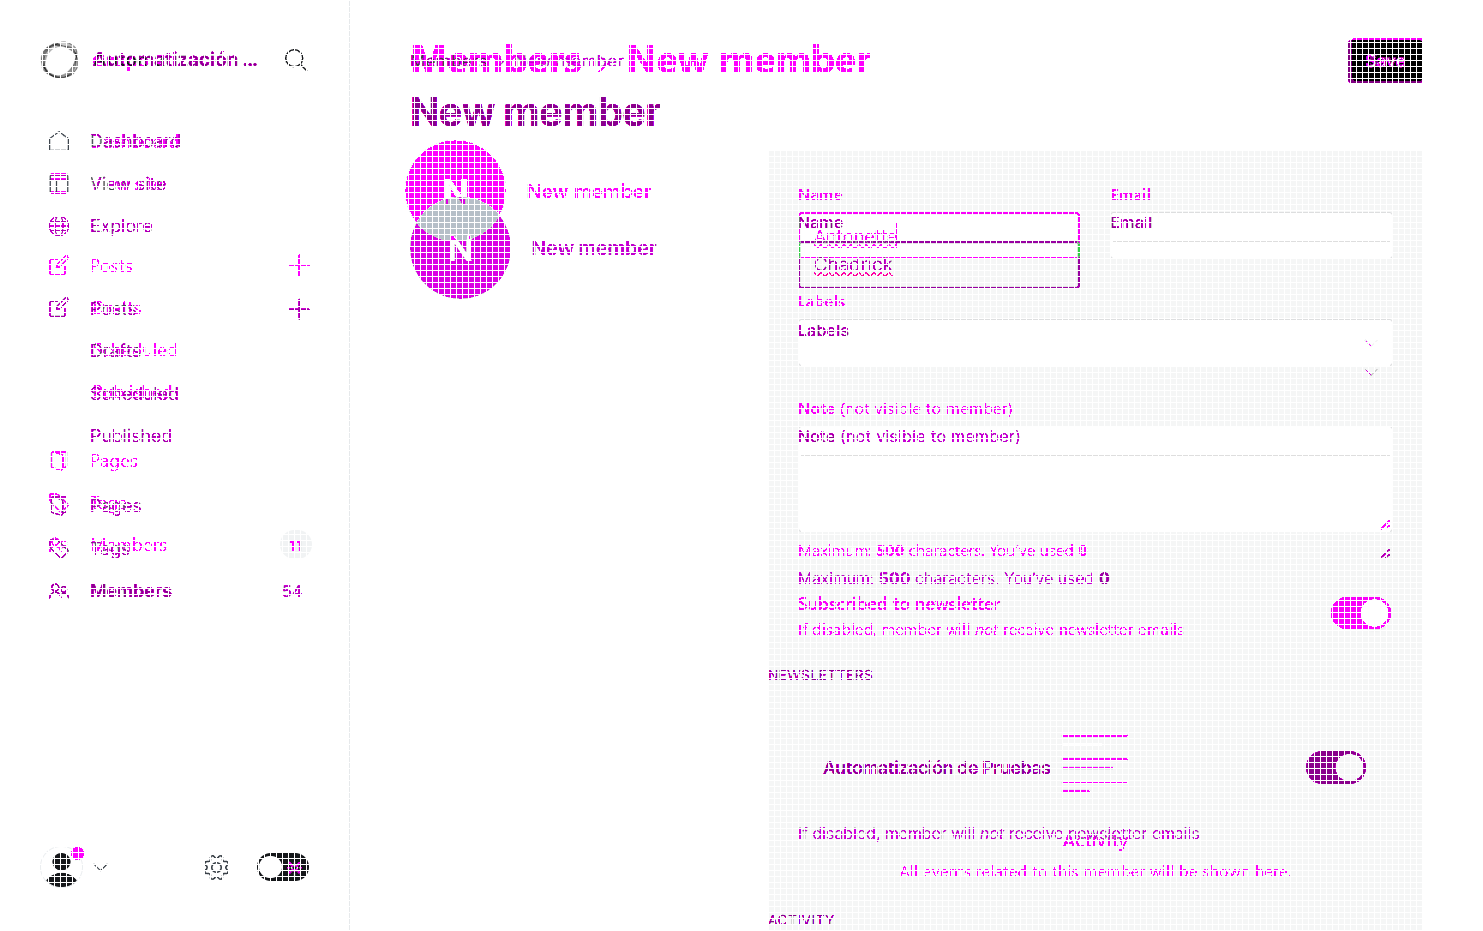 Automatización ...
Members New member
Save
New member
Dashboard
View site
Name
Email
N
New member
Explore
Name
Email
Antonette
N
New member
Posts
Chadrick
Labels
Posts
Labels
Drafts
Scheduled
Note (not visible to member)
Published
Note (not visible to member)
Pages
Pages
Members
11
Maximum: 500 characters. You've used 0
Maximum: 500 characters. You've used 0
Members
54
Subscribed to newsletter
If disabled, member will not receive newsletter emails
NEWSLETTERS
Automatización de Pruebas
If disabled, member will not receive newsletter emails
Activity
All events related to this member will be shown here.
ACTIVITY